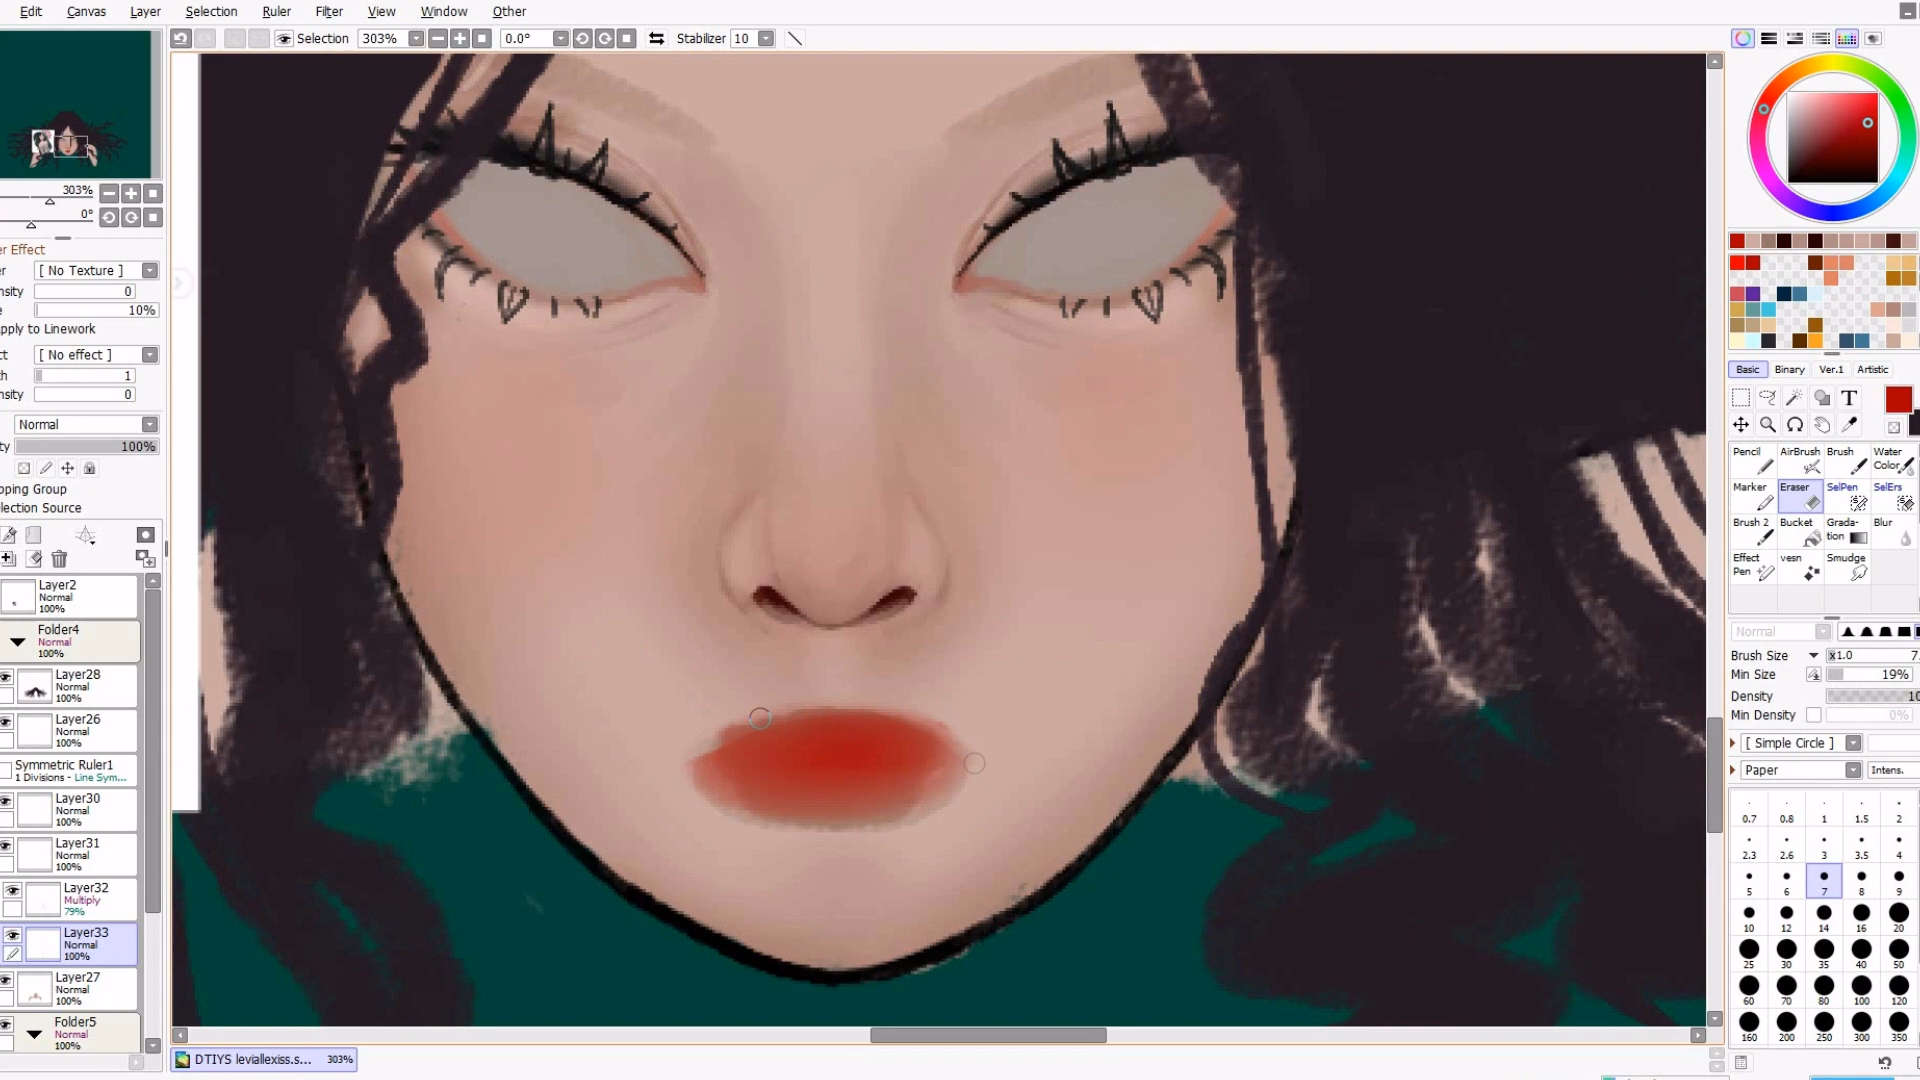 Edit Canvas Layer Selection Ruler Filter View Window Other
Selection 303% 0.0° Stabilizer 10
303%
0°
er Effect
[ No Texture ]
0
10%
pply to Linework
[ No effect ]
1
0
Normal
100%
pping Group
lection Source
Layer2
Normal
100%
Folder4
Normal
100%
Layer28
Normal
100%
Layer26
Normal
100%
Symmetric Ruler1
1 Divisions - Line Sym...
Layer30
Normal
100%
Layer31
Normal
100%
Layer32
Multiply
79%
Layer33
Normal
100%
Layer27
Normal
100%
Folder5
Normal
100%
DTIYS leviallexiss.s... 303%
Basic Binary Ver.1 Artistic
T
Pencil AirBrush Brush Water Color
Marker Eraser SelPen SelErs
Brush 2 Bucket Grada-tion Blur
Effect Pen vesn Smudge
Normal
Brush Size x1.0 7
Min Size 19%
Density 10
Min Density 0%
[ Simple Circle ]
Paper Intens.
0.7 0.8 1 1.5 2
2.3 2.6 3 3.5 4
5 6 7 8 9
10 12 14 16 20
25 30 35 40 50
60 70 80 100 120
160 200 250 300 350